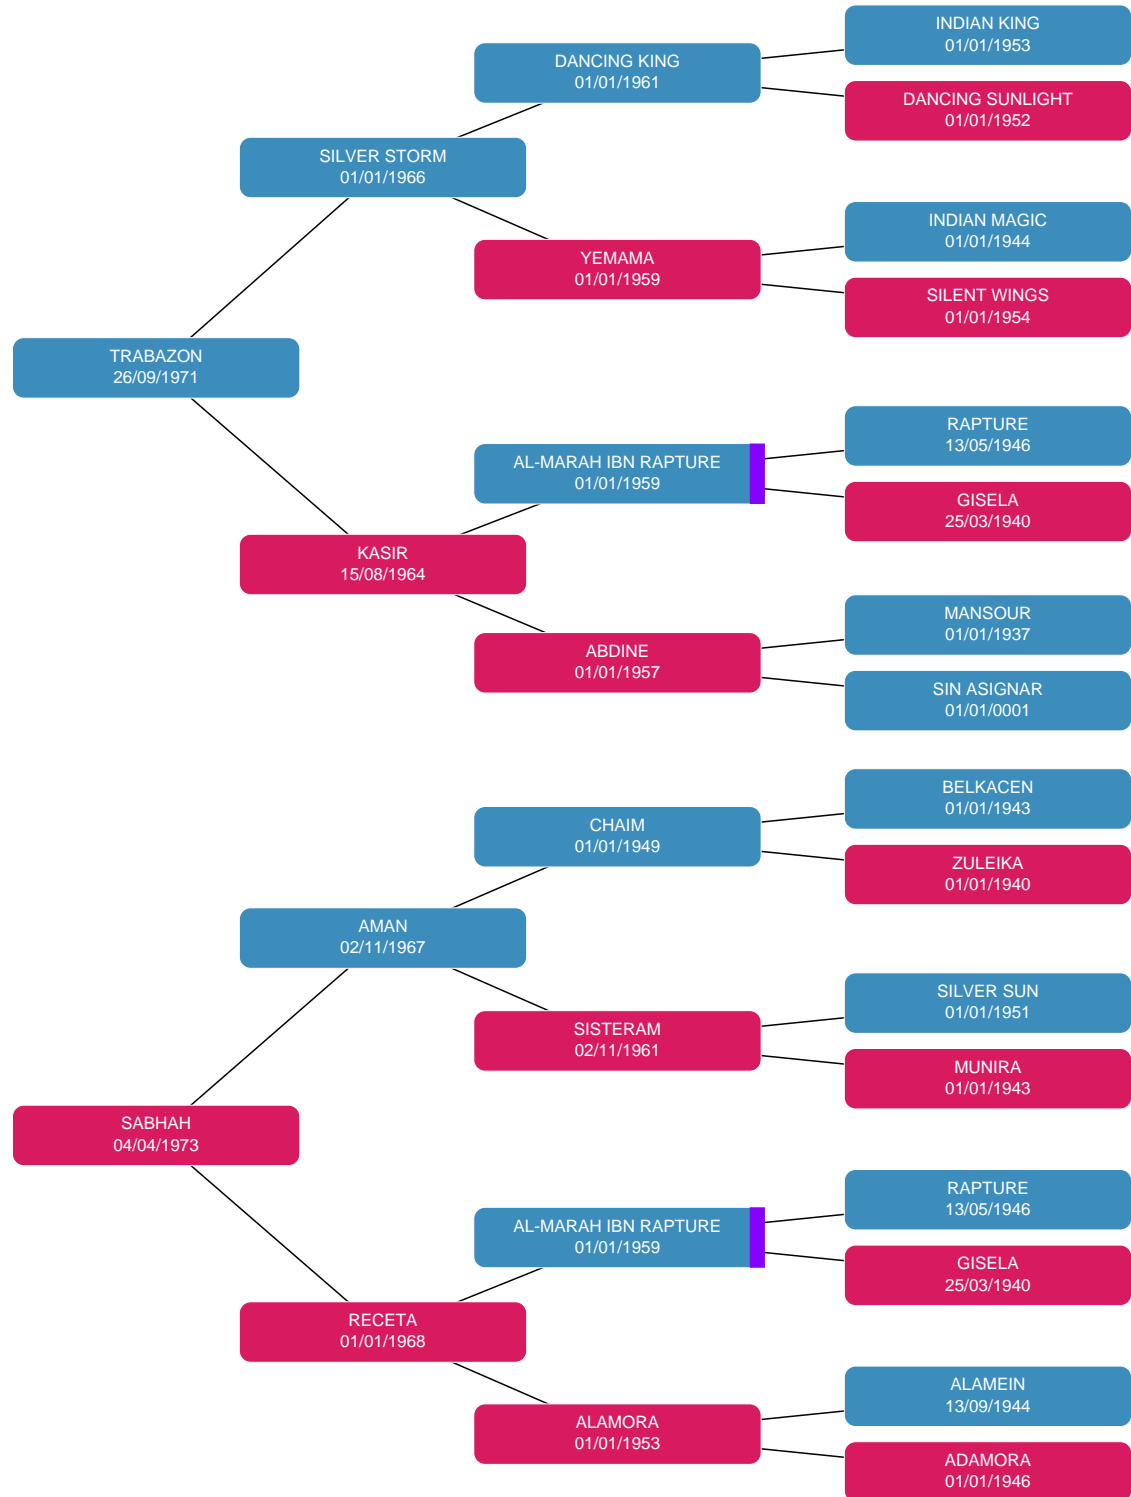 INDIAN KING
01/01/1953
DANCING KING
01/01/1961
DANCING SUNLIGHT
01/01/1952
SILVER STORM
01/01/1966
INDIAN MAGIC
01/01/1944
YEMAMA
01/01/1959
SILENT WINGS
01/01/1954
TRABAZON
26/09/1971
RAPTURE
13/05/1946
AL-MARAH IBN RAPTURE
01/01/1959
GISELA
25/03/1940
KASIR
15/08/1964
MANSOUR
01/01/1937
ABDINE
01/01/1957
SIN ASIGNAR
01/01/0001
BELKACEN
01/01/1943
CHAIM
01/01/1949
ZULEIKA
01/01/1940
AMAN
02/11/1967
SILVER SUN
01/01/1951
SISTERAM
02/11/1961
MUNIRA
01/01/1943
SABHAH
04/04/1973
RAPTURE
13/05/1946
AL-MARAH IBN RAPTURE
01/01/1959
GISELA
25/03/1940
RECETA
01/01/1968
ALAMEIN
13/09/1944
ALAMORA
01/01/1953
ADAMORA
01/01/1946